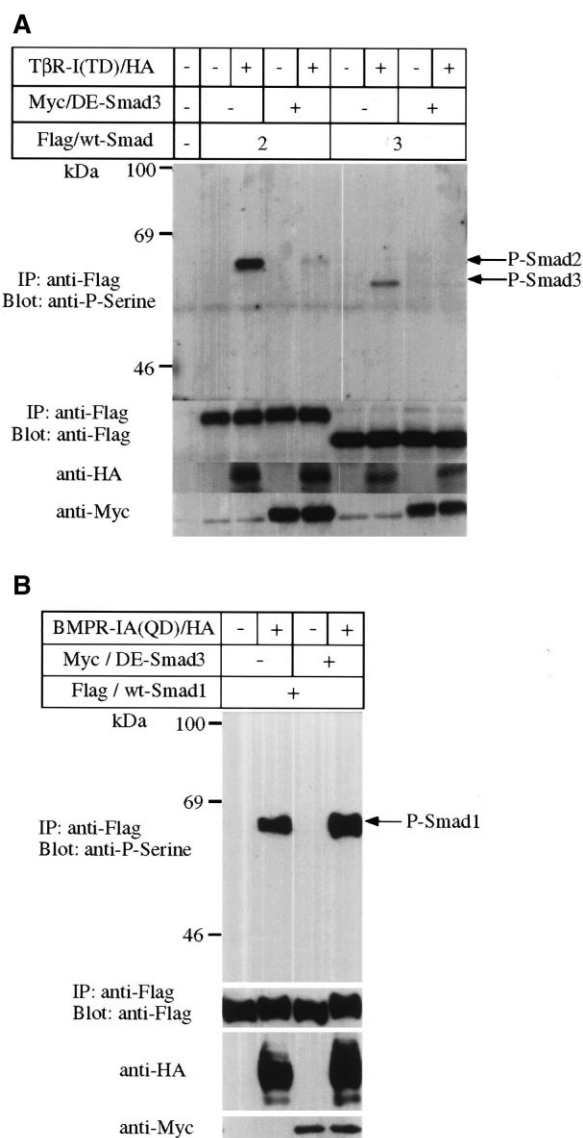 A
TβR-I(TD)/HA - - + - + - + - +
Myc/DE-Smad3 - - + - +
Flag/wt-Smad - 2 3
kDa 100
69
P-Smad2
P-Smad3
IP: anti-Flag
Blot: anti-P-Serine
46
IP: anti-Flag
Blot: anti-Flag
anti-HA
anti-Myc
B
BMPR-IA(QD)/HA - + - +
Myc / DE-Smad3 - +
Flag / wt-Smad1 +
kDa 100
69
P-Smad1
IP: anti-Flag
Blot: anti-P-Serine
46
IP: anti-Flag
Blot: anti-Flag
anti-HA
anti-Myc